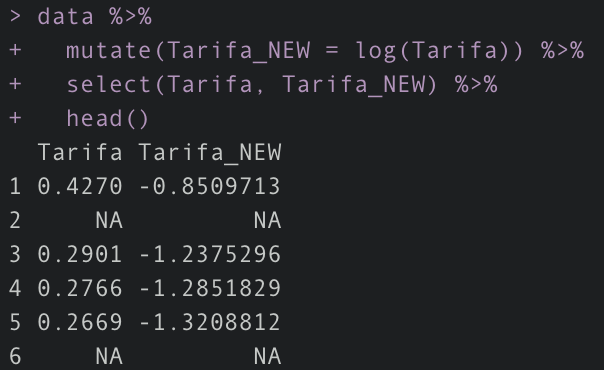 > data %>%
+   mutate(Tarifa_NEW = log(Tarifa)) %>%
+   select(Tarifa, Tarifa_NEW) %>%
+   head()
  Tarifa Tarifa_NEW
1 0.4270 -0.8509713
2     NA         NA
3 0.2901 -1.2375296
4 0.2766 -1.2851829
5 0.2669 -1.3208812
6     NA         NA